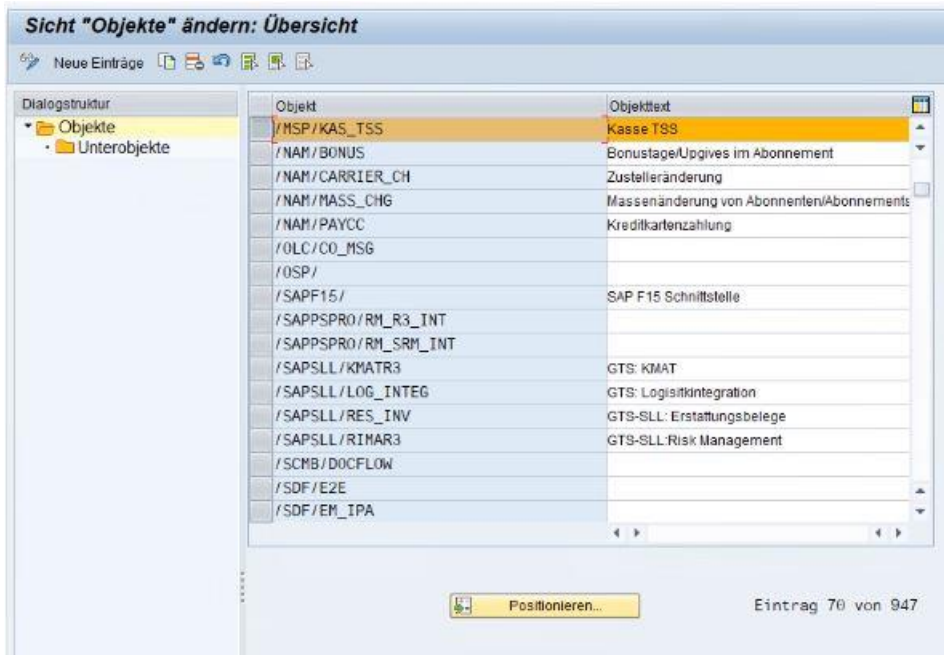 Sicht "Objekte" ändern: Übersicht
Neue Einträge
Dialogstruktur
Objekte
Unterobjekte
Objekt Objekttext
/MSP/KAS_TSS Kasse TSS
/NAM/BONUS Bonustage/Upgives im Abonnement
/NAM/CARRIER_CH Zustelleränderung
/NAM/MASS_CHG Massenänderung von Abonnenten/Abonnements
/NAM/PAYCC Kreditkartenzahlung
/OLC/CO_MSG
/OSP/
/SAPF15/ SAP F15 Schnittstelle
/SAPPSPRO/RM_R3_INT
/SAPPSPRO/RM_SRM_INT
/SAPSLL/KMATR3 GTS: KMAT
/SAPSLL/LOG_INTEG GTS: Logisitkintegration
/SAPSLL/RES_INV GTS-SLL: Erstattungsbelege
/SAPSLL/RIMAR3 GTS-SLL:Risk Management
/SCMB/DOCFLOW
/SDF/E2E
/SDF/EM_IPA
Positionieren... Eintrag 70 von 947